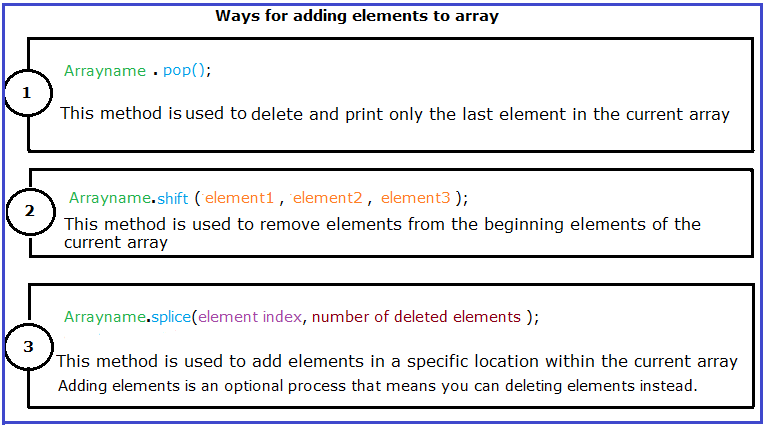 Ways for adding elements to array
1
Arrayname . pop();
This method is used to delete and print only the last element in the current array
2
Arrayname.shift ( element1 , element2 , element3 );
This method is used to remove elements from the beginning elements of the
current array
3
Arrayname.splice(element index, number of deleted elements );
This method is used to add elements in a specific location within the current array
Adding elements is an optional process that means you can deleting elements instead.